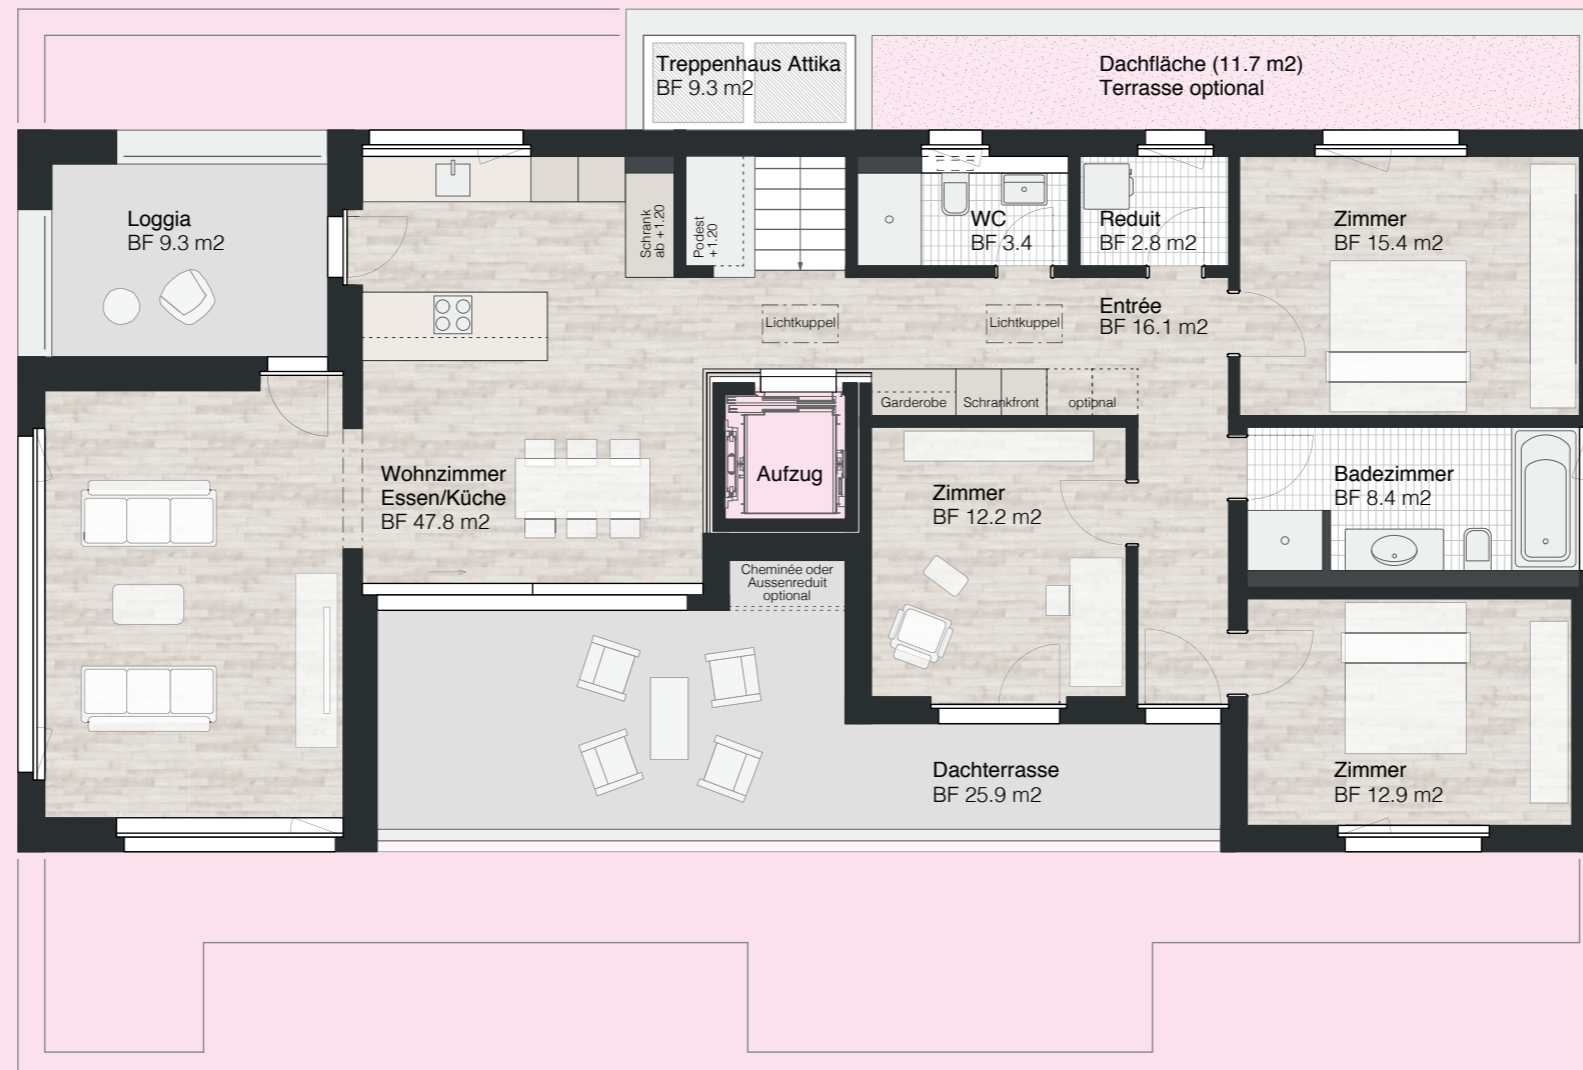 Treppenhaus Attika
BF 9.3 m2
Dachfläche (11.7 m2)
Terrasse optional
Loggia
BF 9.3 m2
Schrank
ab +1.20
Podest
+1.20
WC
BF 3.4
Reduit
BF 2.8 m2
Zimmer
BF 15.4 m2
Lichtkuppel
Lichtkuppel
Entrée
BF 16.1 m2
Garderobe
Schrankfront
optional
Wohnzimmer
Essen/Küche
BF 47.8 m2
Aufzug
Zimmer
BF 12.2 m2
Badezimmer
BF 8.4 m2
Cheminée oder
Aussenreduit
optional
Dachterrasse
BF 25.9 m2
Zimmer
BF 12.9 m2